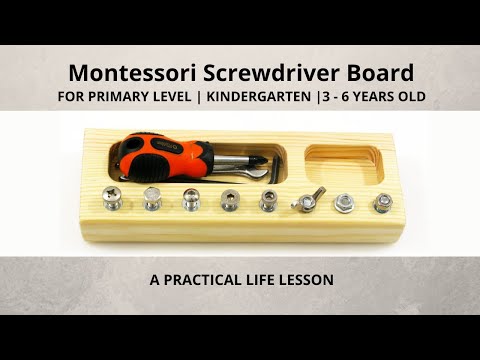 Montessori Screwdriver Board
FOR PRIMARY LEVEL | KINDERGARTEN |3 - 6 YEARS OLD
A PRACTICAL LIFE LESSON